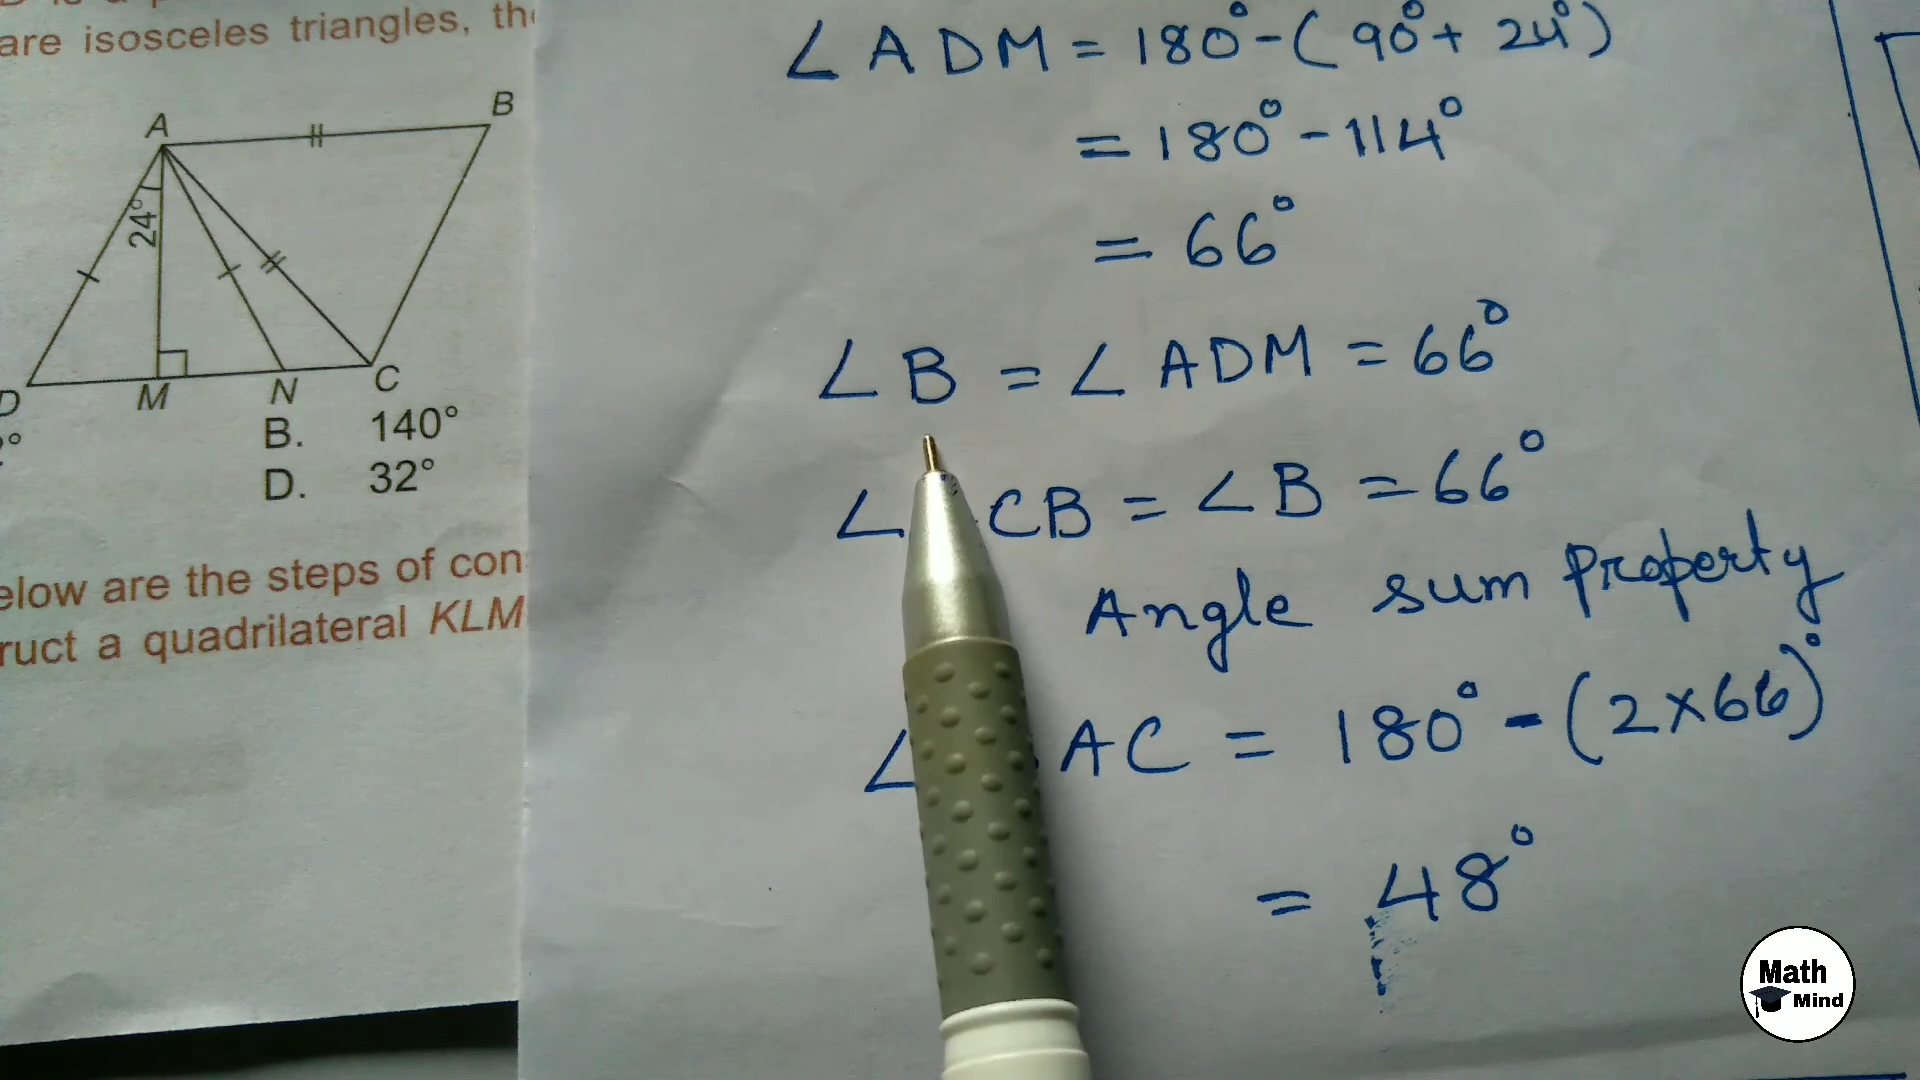 are isosceles triangles,
A
B
24°
D
M
N
C
B. 140°
D. 32°
elow are the steps of con
ruct a quadrilateral KLM
∠ADM = 180° - (90° + 24°)
= 180° - 114°
= 66°
∠B = ∠ADM = 66°
∠ CB = ∠B = 66°
Angle sum property
∠ AC = 180° - (2×66)°
= 48°
Math
Mind